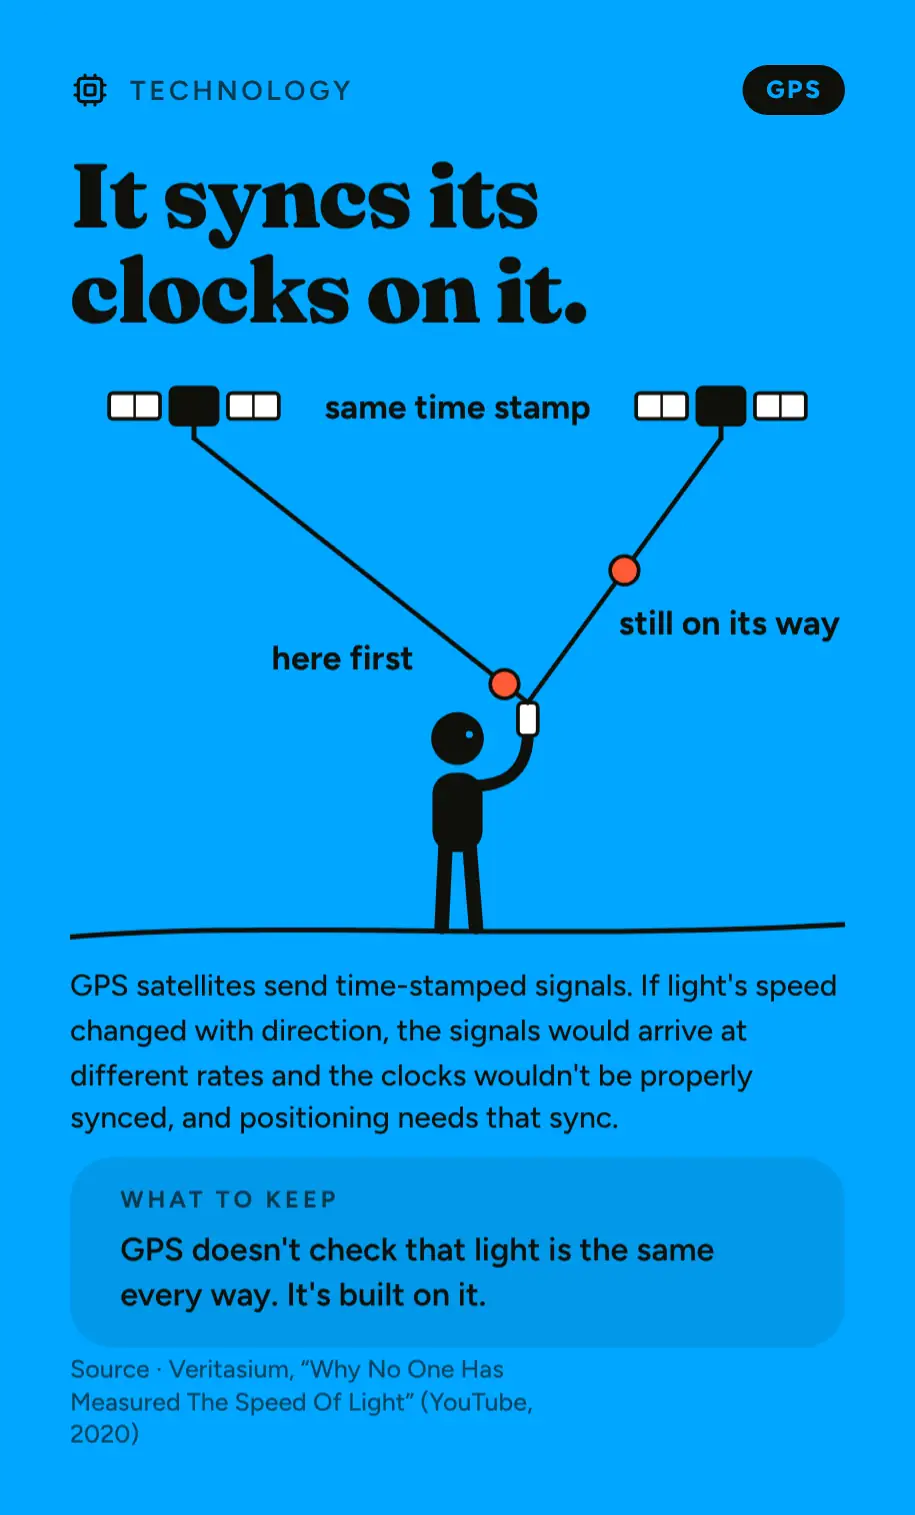 TECHNOLOGY
GPS
It syncs its
clocks on it.
same time stamp
still on its way
here first
GPS satellites send time-stamped signals. If light's speed
changed with direction, the signals would arrive at
different rates and the clocks wouldn't be properly
synced, and positioning needs that sync.
WHAT TO KEEP
GPS doesn't check that light is the same
every way. It's built on it.
Source · Veritasium, “Why No One Has
Measured The Speed Of Light” (YouTube,
2020)